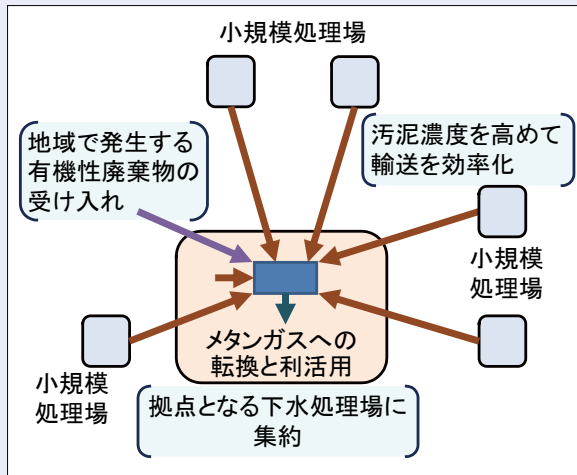 小規模処理場
地域で発生する
有機性廃棄物の
受け入れ
汚泥濃度を高めて
輸送を効率化
小規模
処理場
メタンガスへの
転換と利活用
小規模
処理場
拠点となる下水処理場に
集約